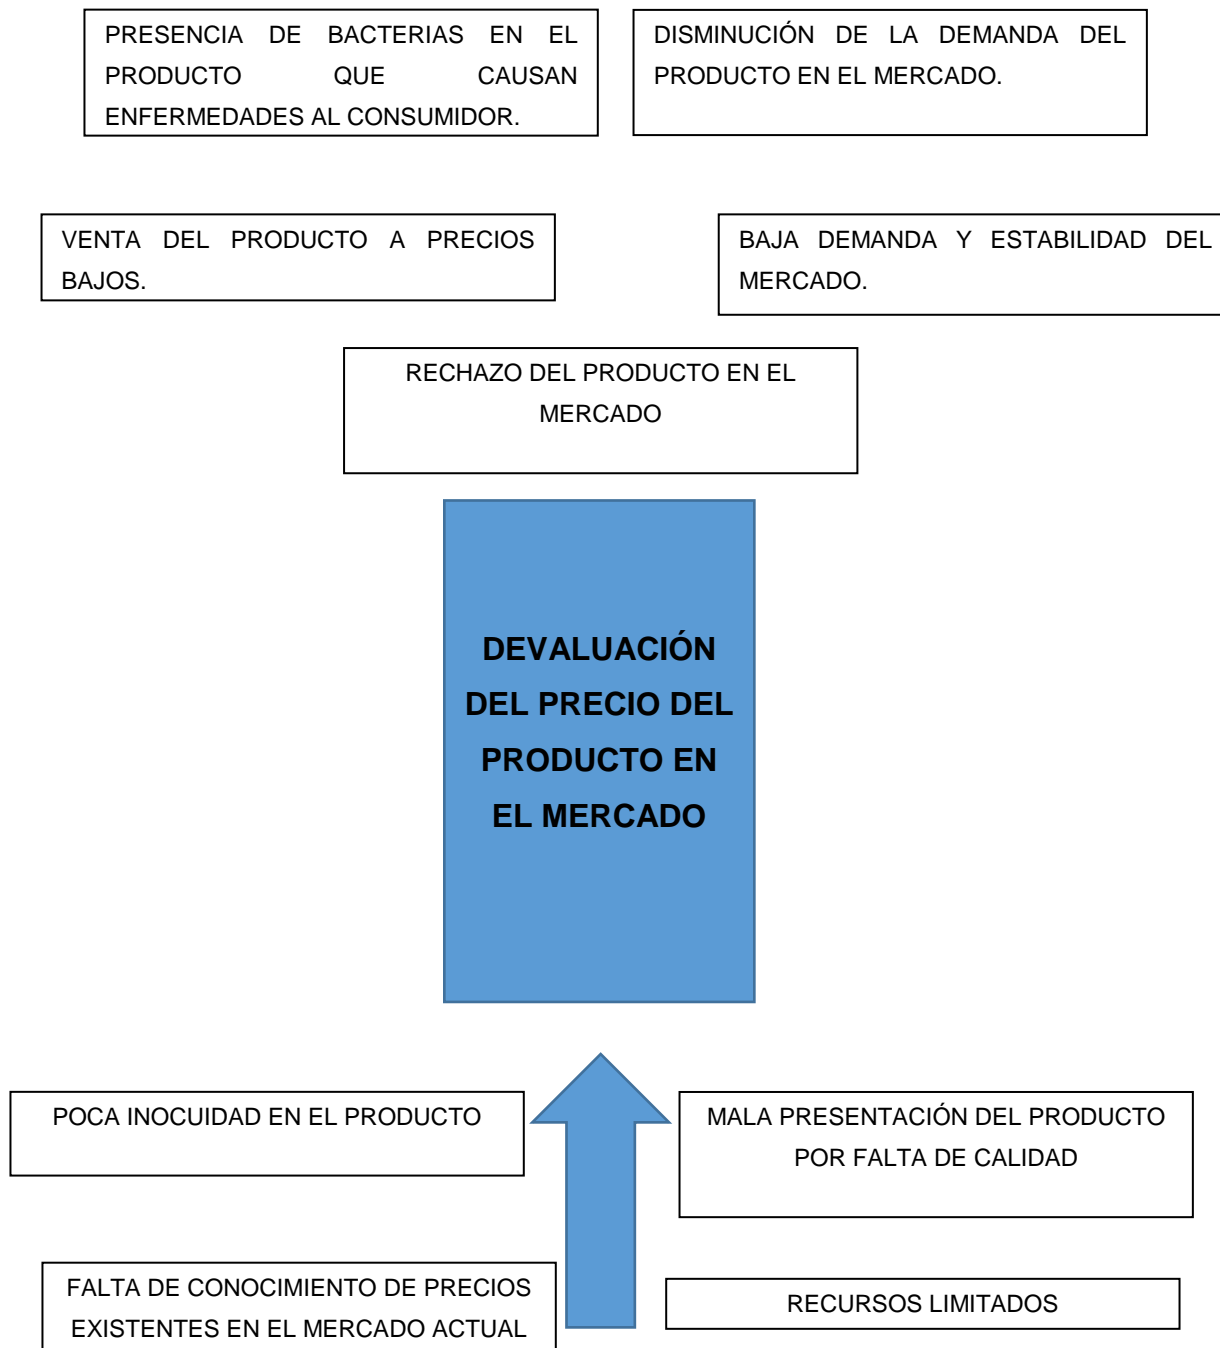 PRESENCIA DE BACTERIAS EN EL
PRODUCTO QUE CAUSAN
ENFERMEDADES AL CONSUMIDOR.
DISMINUCIÓN DE LA DEMANDA DEL
PRODUCTO EN EL MERCADO.
VENTA DEL PRODUCTO A PRECIOS
BAJOS.
BAJA DEMANDA Y ESTABILIDAD DEL
MERCADO.
RECHAZO DEL PRODUCTO EN EL
MERCADO
DEVALUACIÓN
DEL PRECIO DEL
PRODUCTO EN
EL MERCADO
POCA INOCUIDAD EN EL PRODUCTO
MALA PRESENTACIÓN DEL PRODUCTO
POR FALTA DE CALIDAD
FALTA DE CONOCIMIENTO DE PRECIOS
EXISTENTES EN EL MERCADO ACTUAL
RECURSOS LIMITADOS